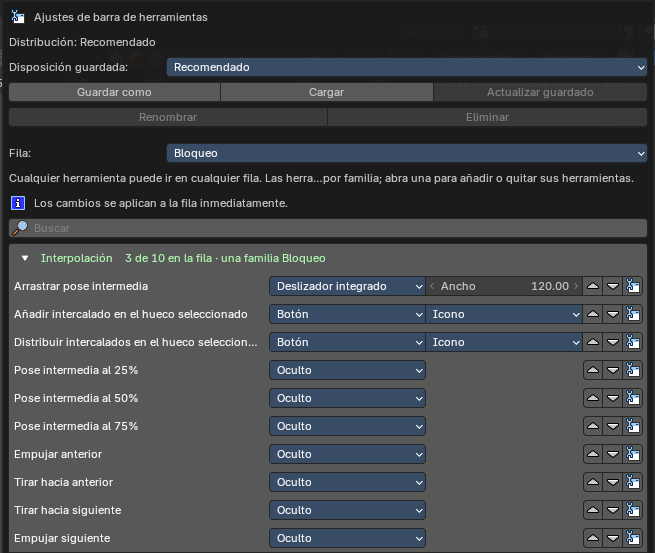 Ajustes de barra de herramientas
Distribución: Recomendado
Disposición guardada: Recomendado
Guardar como Cargar Actualizar guardado
Renombrar Eliminar
Fila: Bloqueo
Cualquier herramienta puede ir en cualquier fila. Las herra...por familia; abra una para añadir o quitar sus herramientas.
Los cambios se aplican a la fila inmediatamente.
Buscar
Interpolación 3 de 10 en la fila · una familia Bloqueo
Arrastrar pose intermedia Deslizador integrado Ancho 120.00
Añadir intercalado en el hueco seleccionado Botón Icono
Distribuir intercalados en el hueco seleccion... Botón Icono
Pose intermedia al 25% Oculto
Pose intermedia al 50% Oculto
Pose intermedia al 75% Oculto
Empujar anterior Oculto
Tirar hacia anterior Oculto
Tirar hacia siguiente Oculto
Empujar siguiente Oculto